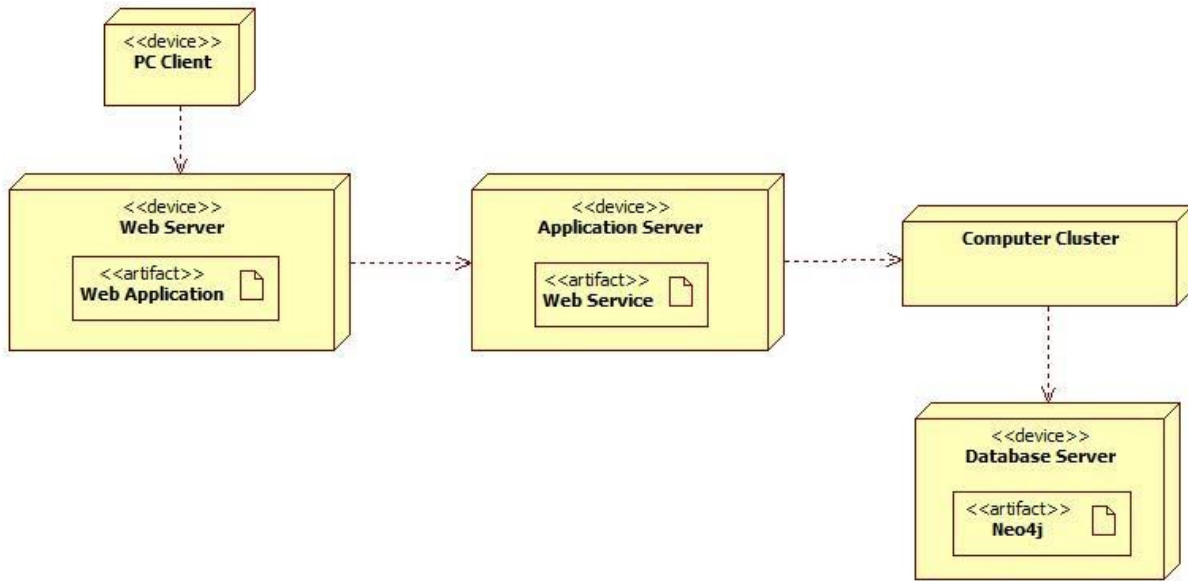 <<device>>
PC Client
<<device>>
Web Server
<<artifact>>
Web Application
<<device>>
Application Server
<<artifact>>
Web Service
Computer Cluster
<<device>>
Database Server
<<artifact>>
Neo4j